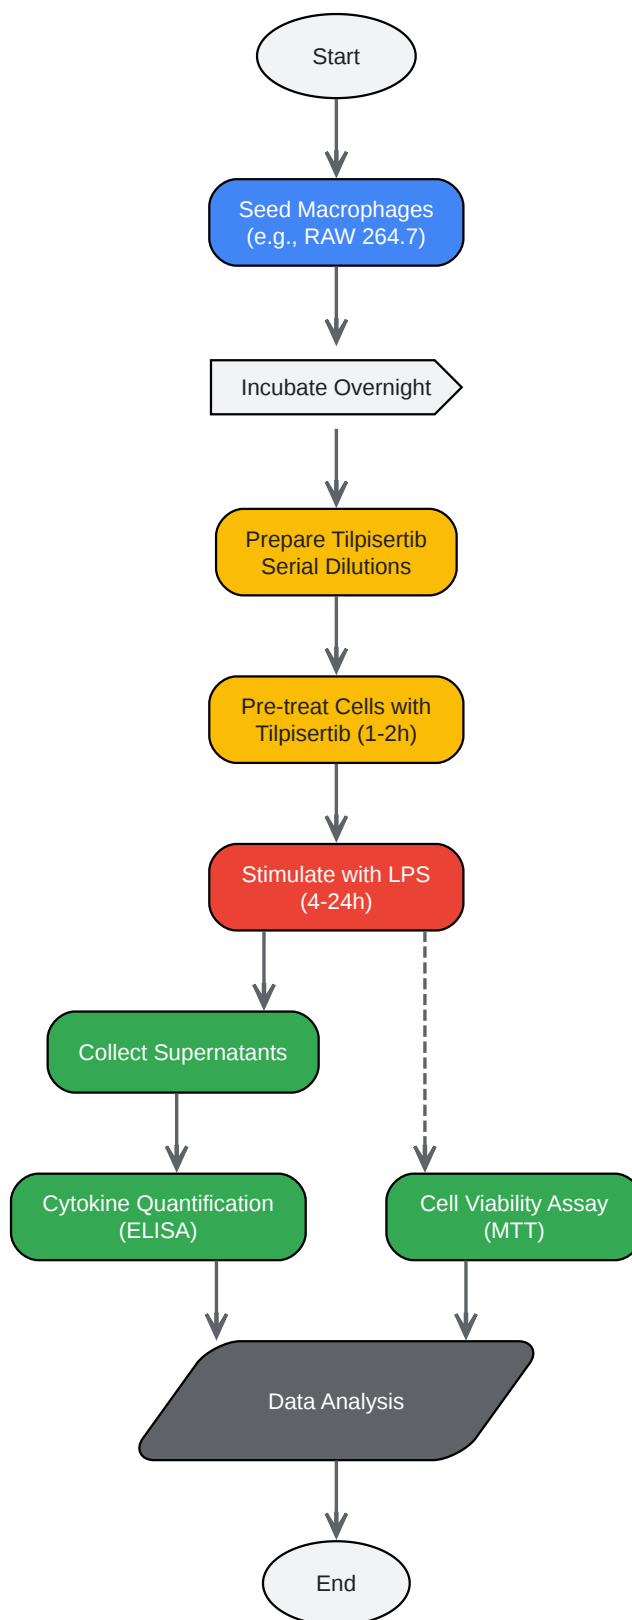 Start
Seed Macrophages
(e.g., RAW 264.7)
Incubate Overnight
Prepare Tilpisertib
Serial Dilutions
Pre-treat Cells with
Tilpisertib (1-2h)
Stimulate with LPS
(4-24h)
Collect Supernatants
Cytokine Quantification
(ELISA)
Cell Viability Assay
(MTT)
Data Analysis
End